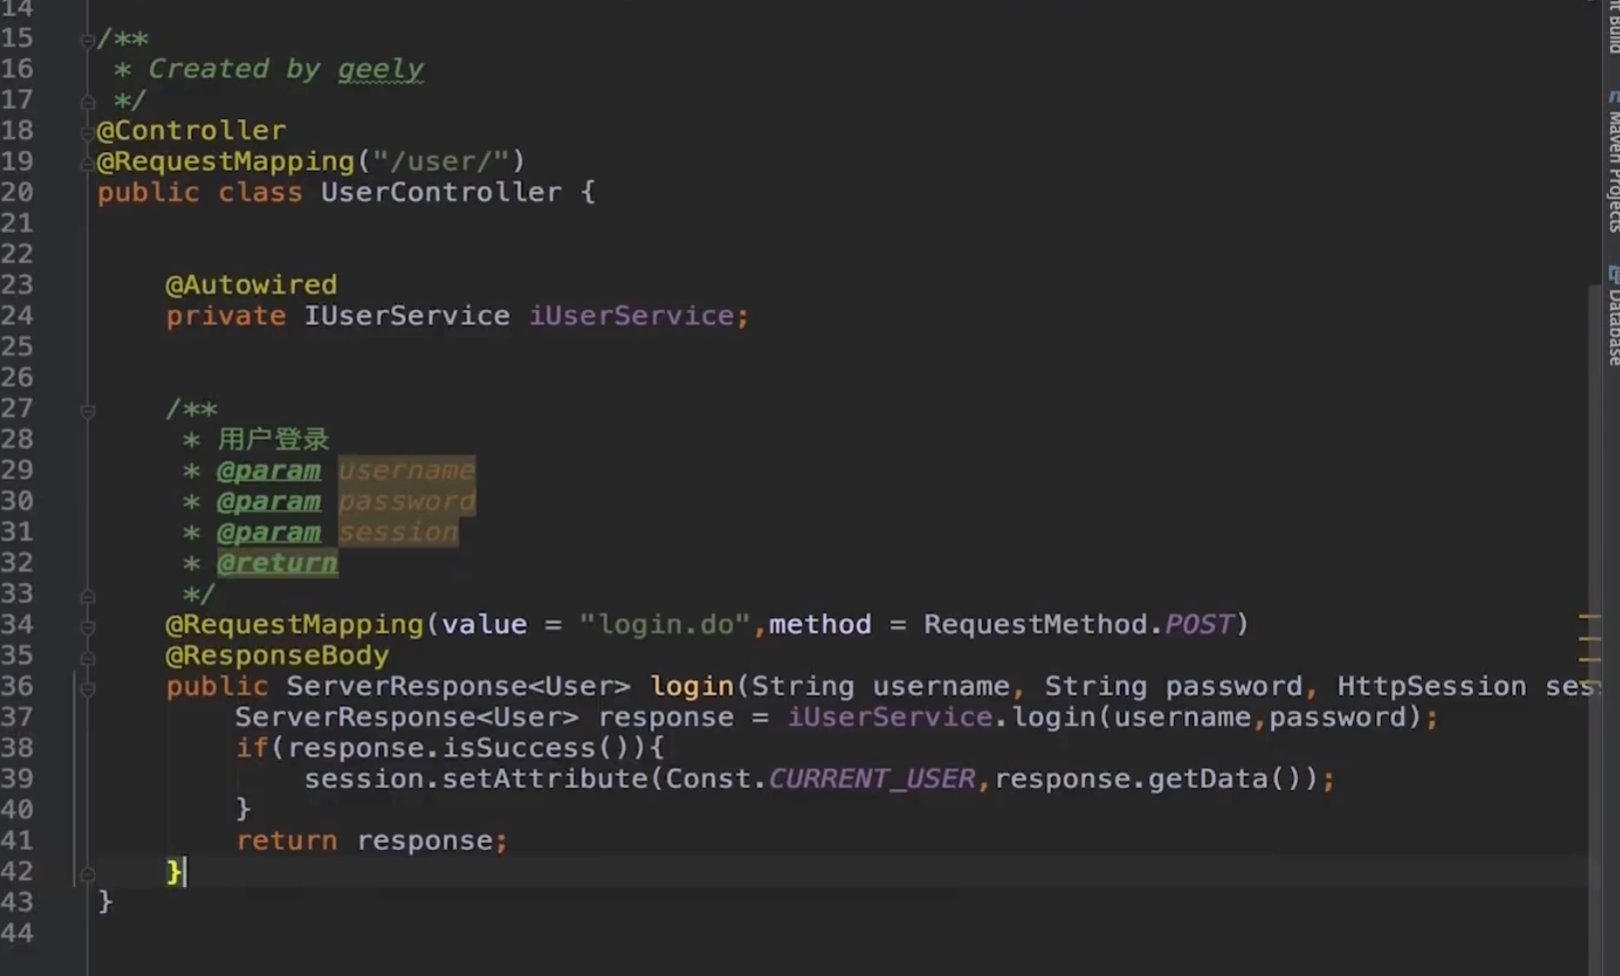 14
15 /**
16 * Created by geely
17 */
18 @Controller
19 @RequestMapping("/user/")
20 public class UserController {
21
22
23 @Autowired
24 private IUserService iUserService;
25
26
27 /**
28 * 用户登录
29 * @param username
30 * @param password
31 * @param session
32 * @return
33 */
34 @RequestMapping(value = "login.do",method = RequestMethod.POST)
35 @ResponseBody
36 public ServerResponse<User> login(String username, String password, HttpSession ses
37 ServerResponse<User> response = iUserService.login(username,password);
38 if(response.isSuccess()){
39 session.setAttribute(Const.CURRENT_USER,response.getData());
40 }
41 return response;
42 }
43 }
44
Build
Maven Projects
Database